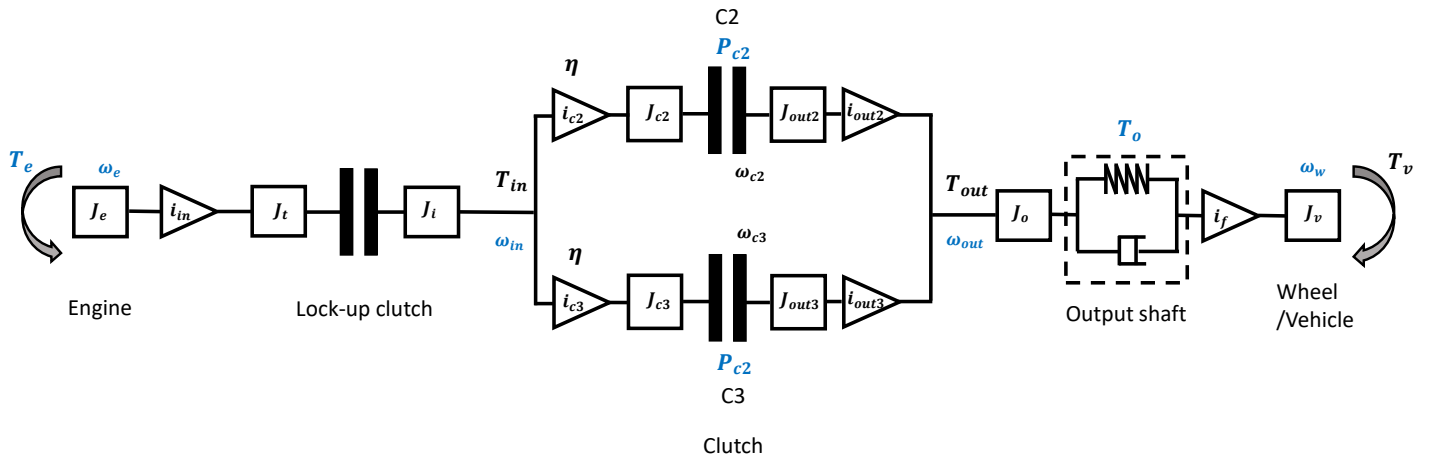 C2
P_c2
η
i_c2
J_c2
J_out2
i_out2
T_o
T_e
ω_e
ω_c2
ω_w
T_v
T_in
T_out
J_e
i_in
J_t
J_i
J_o
i_f
J_v
ω_in
ω_c3
ω_out
η
i_c3
J_c3
J_out3
i_out3
Engine
Lock-up clutch
Output shaft
Wheel
/Vehicle
P_c2
C3
Clutch